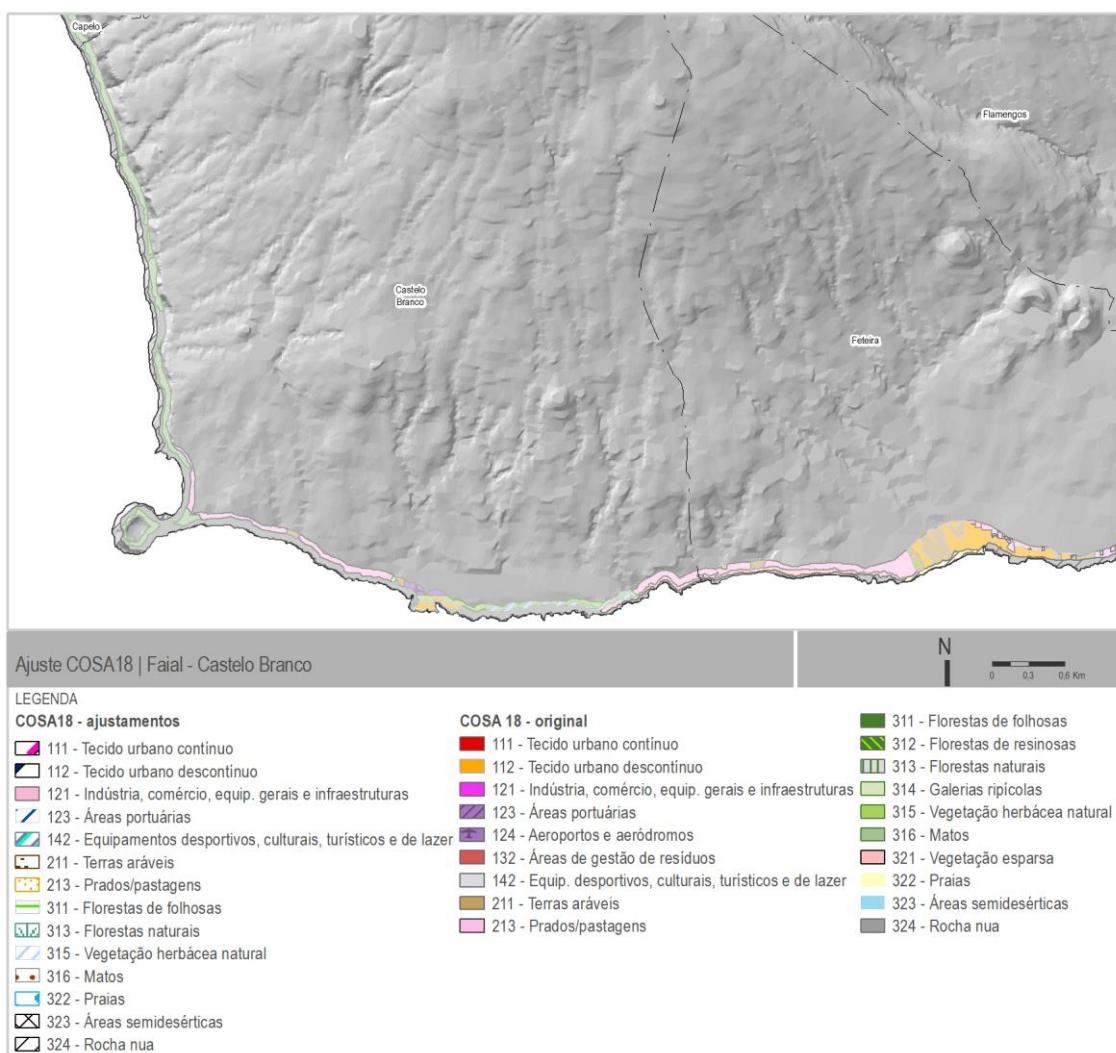 Capelo
Flamengos
Castelo
Branco
Feteira
Ajuste COSA18 | Faial - Castelo Branco
N
0 0,3 0,6 Km
LEGENDA
COSA18 - ajustamentos
111 - Tecido urbano contínuo
112 - Tecido urbano descontínuo
121 - Indústria, comércio, equip. gerais e infraestruturas
123 - Áreas portuárias
142 - Equipamentos desportivos, culturais, turísticos e de lazer
211 - Terras aráveis
213 - Prados/pastagens
311 - Florestas de folhosas
313 - Florestas naturais
315 - Vegetação herbácea natural
316 - Matos
322 - Praias
323 - Áreas semidesérticas
324 - Rocha nua
COSA 18 - original
111 - Tecido urbano contínuo
112 - Tecido urbano descontínuo
121 - Indústria, comércio, equip. gerais e infraestruturas
123 - Áreas portuárias
124 - Aeroportos e aeródromos
132 - Áreas de gestão de resíduos
142 - Equip. desportivos, culturais, turísticos e de lazer
211 - Terras aráveis
213 - Prados/pastagens
311 - Florestas de folhosas
312 - Florestas de resinosas
313 - Florestas naturais
314 - Galerias ripícolas
315 - Vegetação herbácea natural
316 - Matos
321 - Vegetação esparsa
322 - Praias
323 - Áreas semidesérticas
324 - Rocha nua